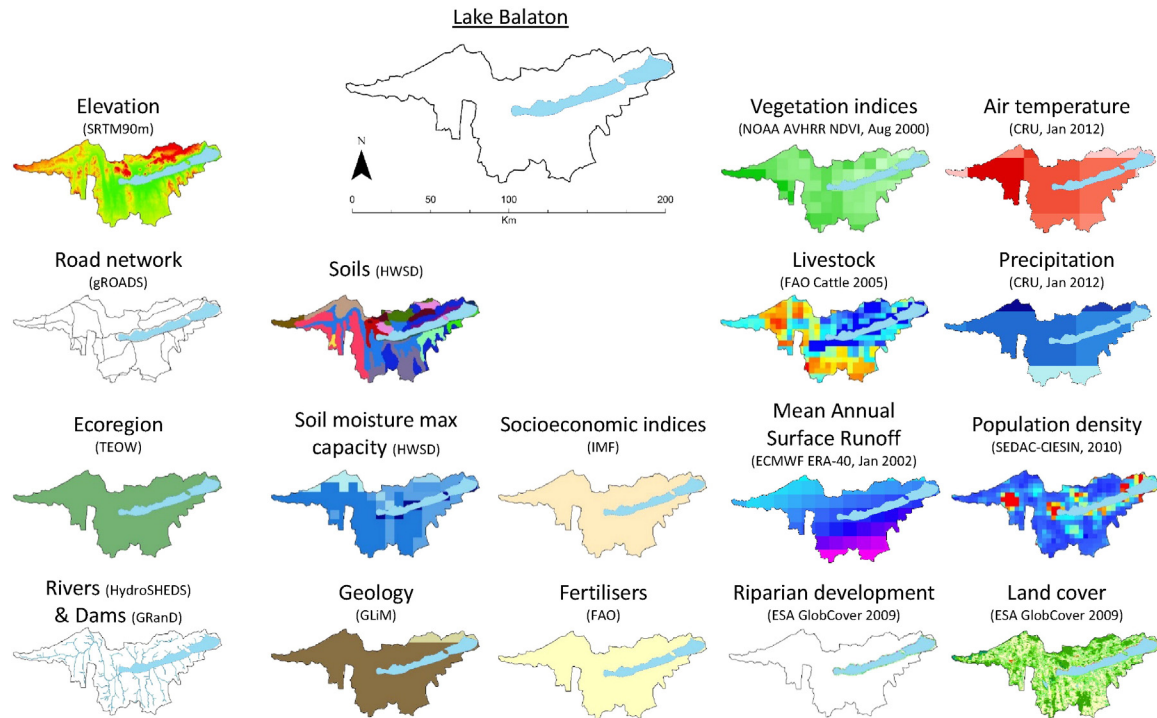 Lake Balaton
N
0
50
100
200
Km
Elevation
(SRTM90m)
Vegetation indices
(NOAA AVHRR NDVI, Aug 2000)
Air temperature
(CRU, Jan 2012)
Road network
(gROADS)
Soils (HWSD)
Livestock
(FAO Cattle 2005)
Precipitation
(CRU, Jan 2012)
Ecoregion
(TEOW)
Soil moisture max
capacity (HWSD)
Socioeconomic indices
(IMF)
Mean Annual
Surface Runoff
(ECMWF ERA-40, Jan 2002)
Population density
(SEDAC-CIESIN, 2010)
Rivers (HydroSHEDS)
& Dams (GRanD)
Geology
(GLiM)
Fertilisers
(FAO)
Riparian development
(ESA GlobCover 2009)
Land cover
(ESA GlobCover 2009)